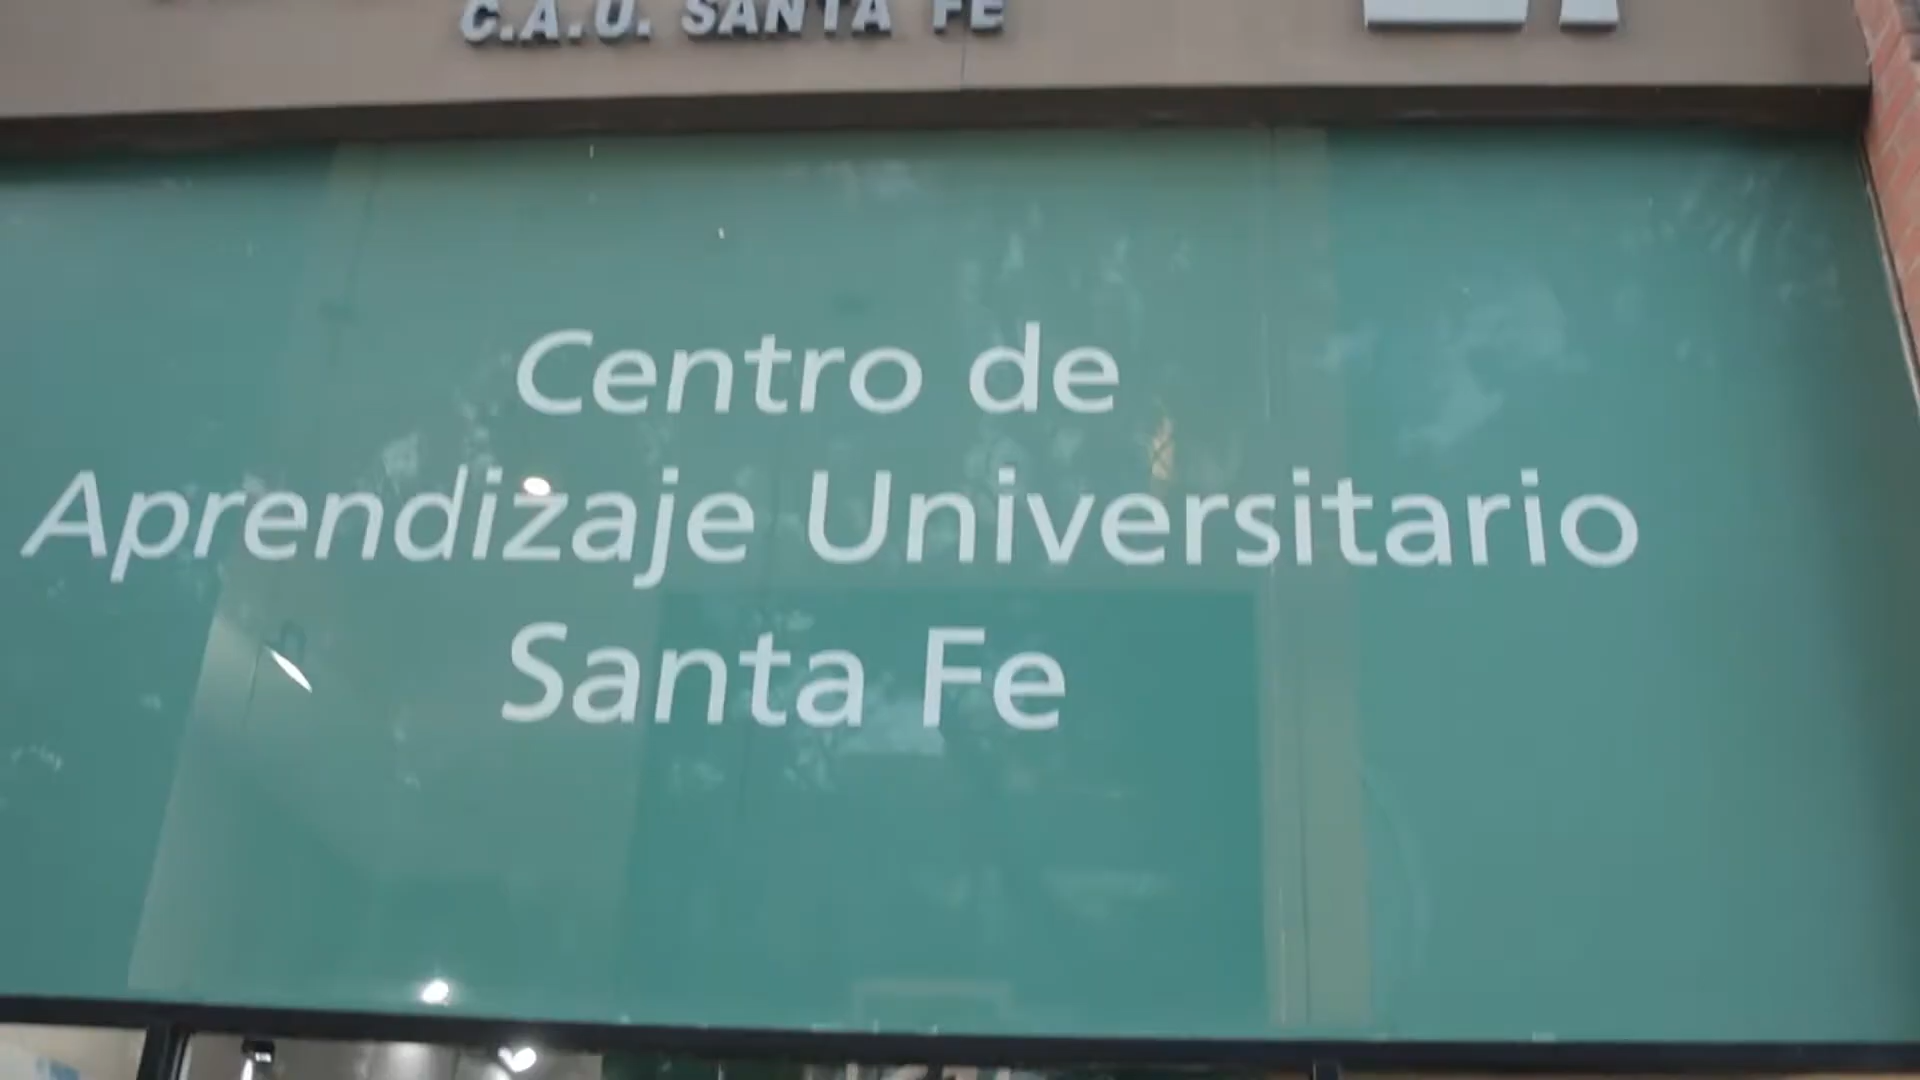 C.A.U. SANTA FE
Centro de
Aprendizaje Universitario
Santa Fe